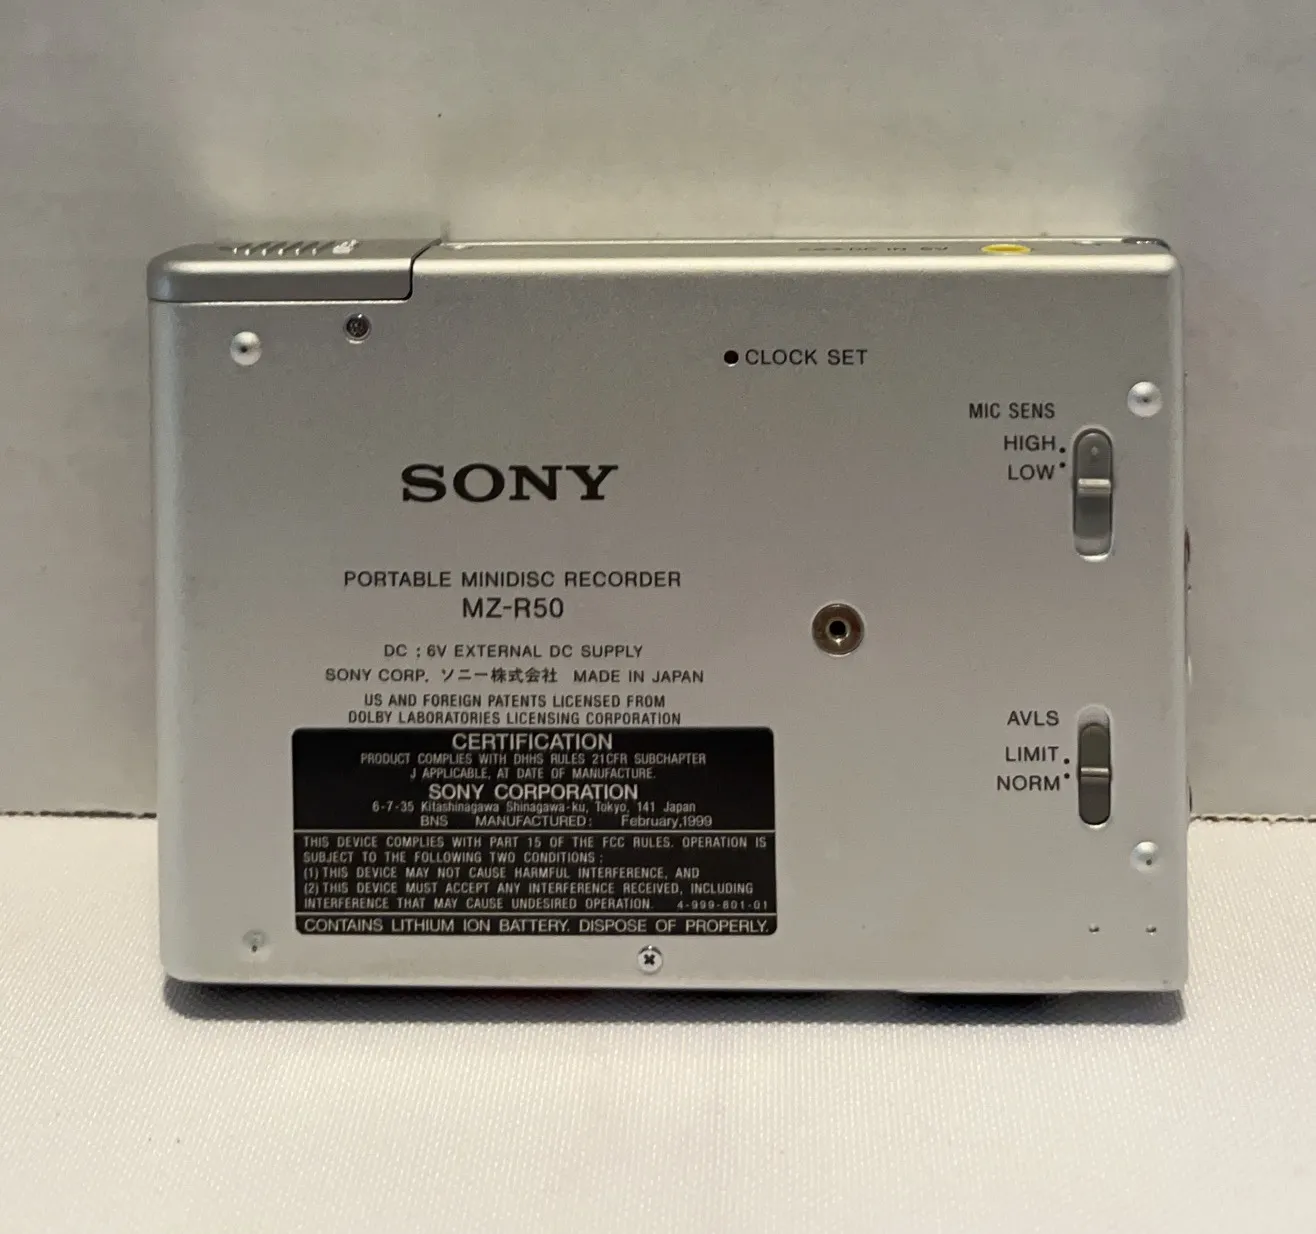 DC IN 6V
CLOCK SET
MIC SENS
HIGH
LOW
SONY
PORTABLE MINIDISC RECORDER
MZ-R50
DC : 6V EXTERNAL DC SUPPLY
SONY CORP. ソニー株式会社 MADE IN JAPAN
US AND FOREIGN PATENTS LICENSED FROM
DOLBY LABORATORIES LICENSING CORPORATION
AVLS
LIMIT
NORM
CERTIFICATION
PRODUCT COMPLIES WITH DHHS RULES 21CFR SUBCHAPTER
J APPLICABLE, AT DATE OF MANUFACTURE.
SONY CORPORATION
6-7-35 Kitashinagawa Shinagawa-ku, Tokyo, 141 Japan
BNS MANUFACTURED: February,1999
THIS DEVICE COMPLIES WITH PART 15 OF THE FCC RULES. OPERATION IS
SUBJECT TO THE FOLLOWING TWO CONDITIONS :
(1) THIS DEVICE MAY NOT CAUSE HARMFUL INTERFERENCE, AND
(2) THIS DEVICE MUST ACCEPT ANY INTERFERENCE RECEIVED, INCLUDING
INTERFERENCE THAT MAY CAUSE UNDESIRED OPERATION. 4-999-801-01
CONTAINS LITHIUM ION BATTERY. DISPOSE OF PROPERLY.